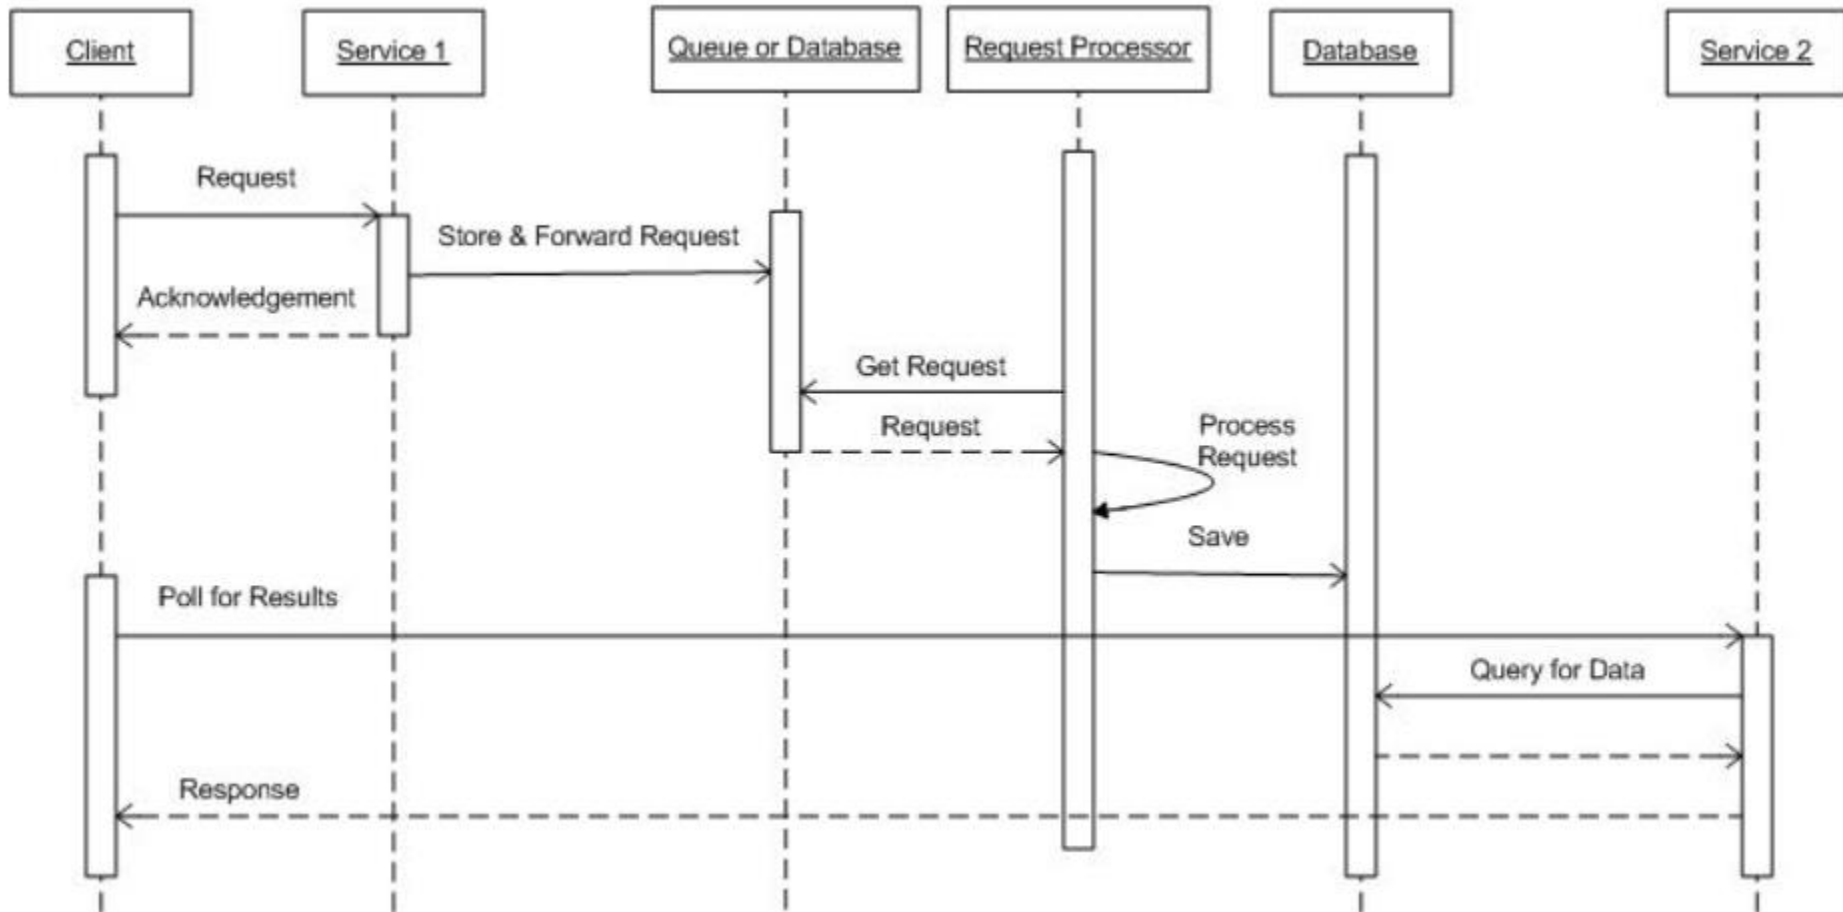 Client
Service 1
Queue or Database
Request Processor
Database
Service 2
Request
Store & Forward Request
Acknowledgement
Get Request
Request
Process
Request
Save
Poll for Results
Query for Data
Response